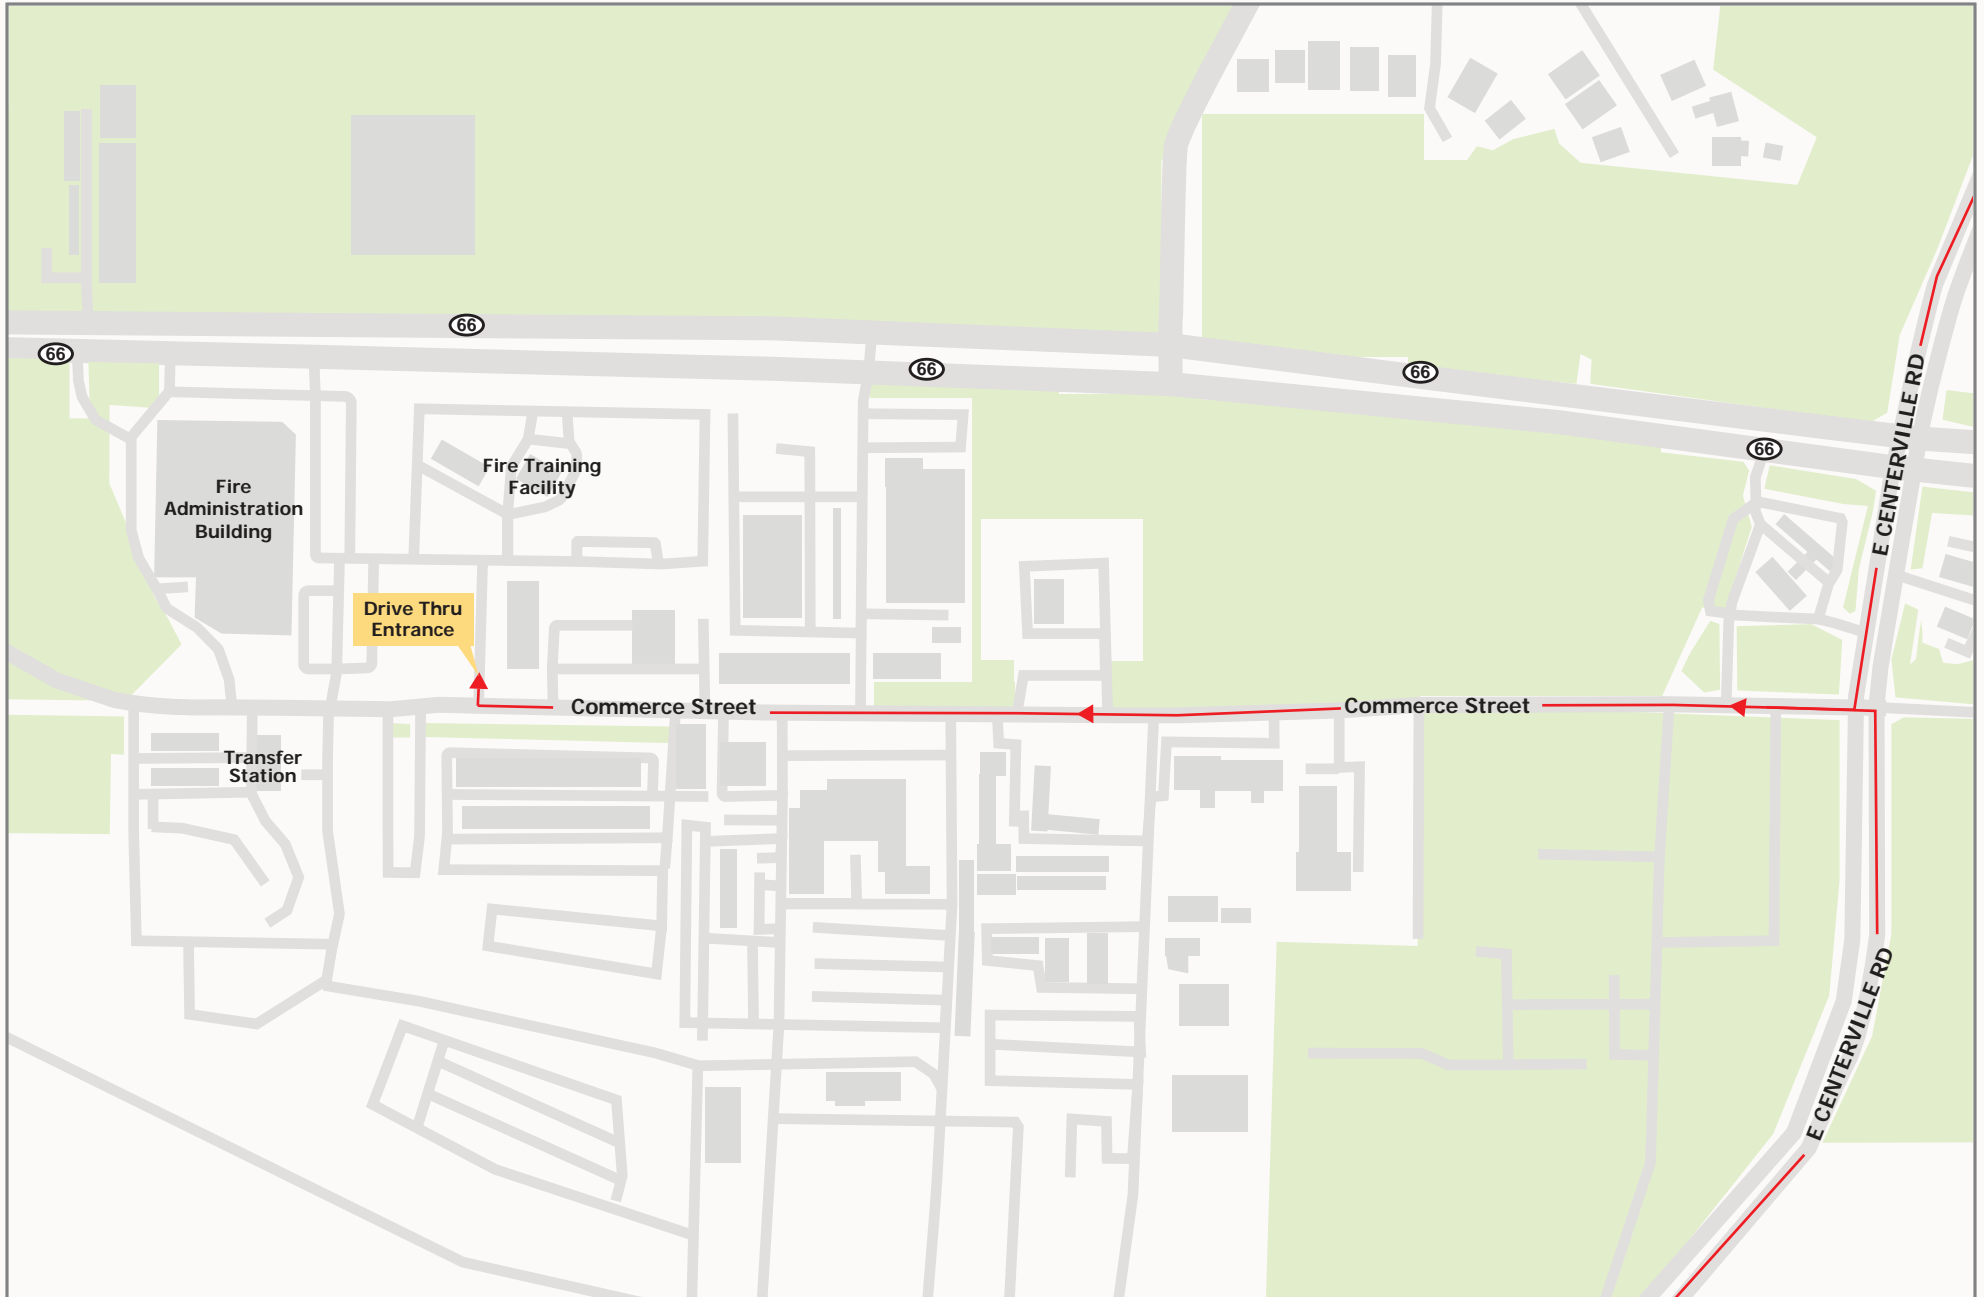 66
66
66
66
E CENTERVILLE RD
66
Fire Training
Facility
Fire
Administration
Building
Drive Thru
Entrance
Commerce Street
Commerce Street
Transfer
Station
E CENTERVILLE RD